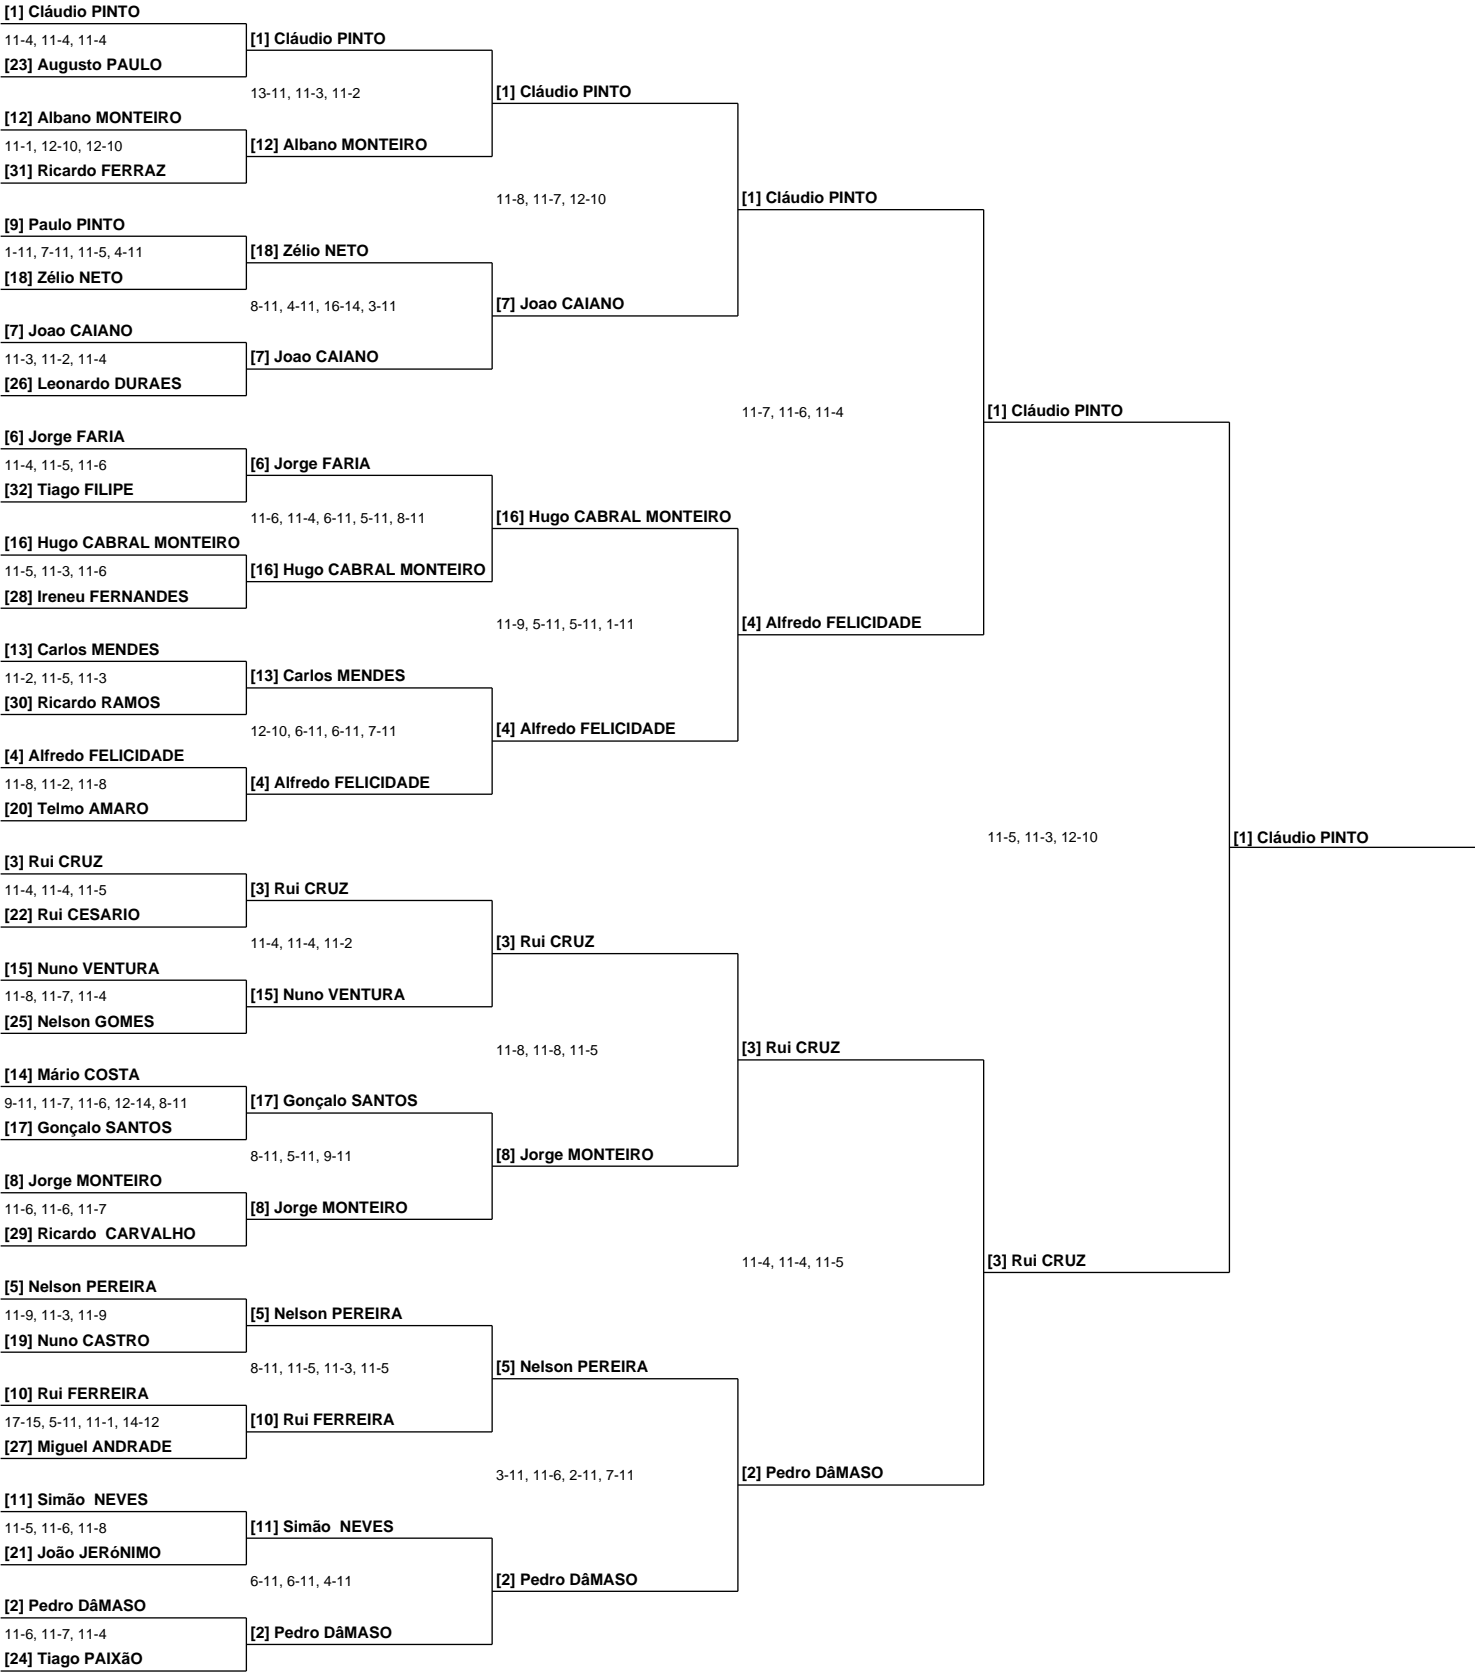 [1] Cláudio PINTO
11-4, 11-4, 11-4
[23] Augusto PAULO
[12] Albano MONTEIRO
11-1, 12-10, 12-10
[31] Ricardo FERRAZ
[9] Paulo PINTO
1-11, 7-11, 11-5, 4-11
[18] Zélio NETO
[7] Joao CAIANO
11-3, 11-2, 11-4
[26] Leonardo DURAES
[6] Jorge FARIA
11-4, 11-5, 11-6
[32] Tiago FILIPE
[16] Hugo CABRAL MONTEIRO
11-5, 11-3, 11-6
[28] Ireneu FERNANDES
[13] Carlos MENDES
11-2, 11-5, 11-3
[30] Ricardo RAMOS
[4] Alfredo FELICIDADE
11-8, 11-2, 11-8
[20] Telmo AMARO
[3] Rui CRUZ
11-4, 11-4, 11-5
[22] Rui CESARIO
[15] Nuno VENTURA
11-8, 11-7, 11-4
[25] Nelson GOMES
[14] Mário COSTA
9-11, 11-7, 11-6, 12-14, 8-11
[17] Gonçalo SANTOS
[8] Jorge MONTEIRO
11-6, 11-6, 11-7
[29] Ricardo  CARVALHO
[5] Nelson PEREIRA
11-9, 11-3, 11-9
[19] Nuno CASTRO
[10] Rui FERREIRA
17-15, 5-11, 11-1, 14-12
[27] Miguel ANDRADE
[11] Simão  NEVES
11-5, 11-6, 11-8
[21] João JERóNIMO
[2] Pedro DâMASO
11-6, 11-7, 11-4
[24] Tiago PAIXãO
[1] Cláudio PINTO
13-11, 11-3, 11-2
[12] Albano MONTEIRO
[18] Zélio NETO
8-11, 4-11, 16-14, 3-11
[7] Joao CAIANO
[6] Jorge FARIA
11-6, 11-4, 6-11, 5-11, 8-11
[16] Hugo CABRAL MONTEIRO
[13] Carlos MENDES
12-10, 6-11, 6-11, 7-11
[4] Alfredo FELICIDADE
[3] Rui CRUZ
11-4, 11-4, 11-2
[15] Nuno VENTURA
[17] Gonçalo SANTOS
8-11, 5-11, 9-11
[8] Jorge MONTEIRO
[5] Nelson PEREIRA
8-11, 11-5, 11-3, 11-5
[10] Rui FERREIRA
[11] Simão  NEVES
6-11, 6-11, 4-11
[2] Pedro DâMASO
[1] Cláudio PINTO
11-8, 11-7, 12-10
[7] Joao CAIANO
[16] Hugo CABRAL MONTEIRO
11-9, 5-11, 5-11, 1-11
[4] Alfredo FELICIDADE
[3] Rui CRUZ
11-8, 11-8, 11-5
[8] Jorge MONTEIRO
[5] Nelson PEREIRA
3-11, 11-6, 2-11, 7-11
[2] Pedro DâMASO
[1] Cláudio PINTO
11-7, 11-6, 11-4
[4] Alfredo FELICIDADE
[3] Rui CRUZ
11-4, 11-4, 11-5
[2] Pedro DâMASO
[1] Cláudio PINTO
11-5, 11-3, 12-10
[3] Rui CRUZ
[1] Cláudio PINTO